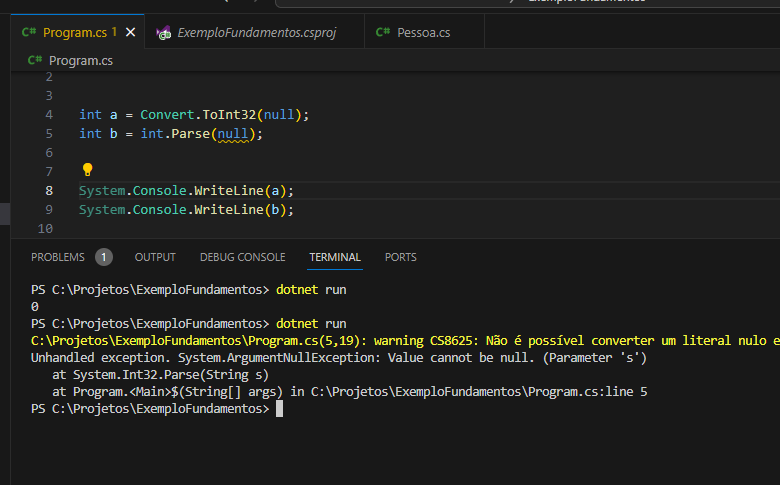 C# Program.cs 1 ExemploFundamentos.csproj C# Pessoa.cs
C# Program.cs
2
3
4 int a = Convert.ToInt32(null);
5 int b = int.Parse(null);
6
7
8 System.Console.WriteLine(a);
9 System.Console.WriteLine(b);
10
PROBLEMS 1 OUTPUT DEBUG CONSOLE TERMINAL PORTS
PS C:\Projetos\ExemploFundamentos> dotnet run
0
PS C:\Projetos\ExemploFundamentos> dotnet run
C:\Projetos\ExemploFundamentos\Program.cs(5,19): warning CS8625: Não é possível converter um literal nulo e
Unhandled exception. System.ArgumentNullException: Value cannot be null. (Parameter 's')
at System.Int32.Parse(String s)
at Program.<Main>$(String[] args) in C:\Projetos\ExemploFundamentos\Program.cs:line 5
PS C:\Projetos\ExemploFundamentos>